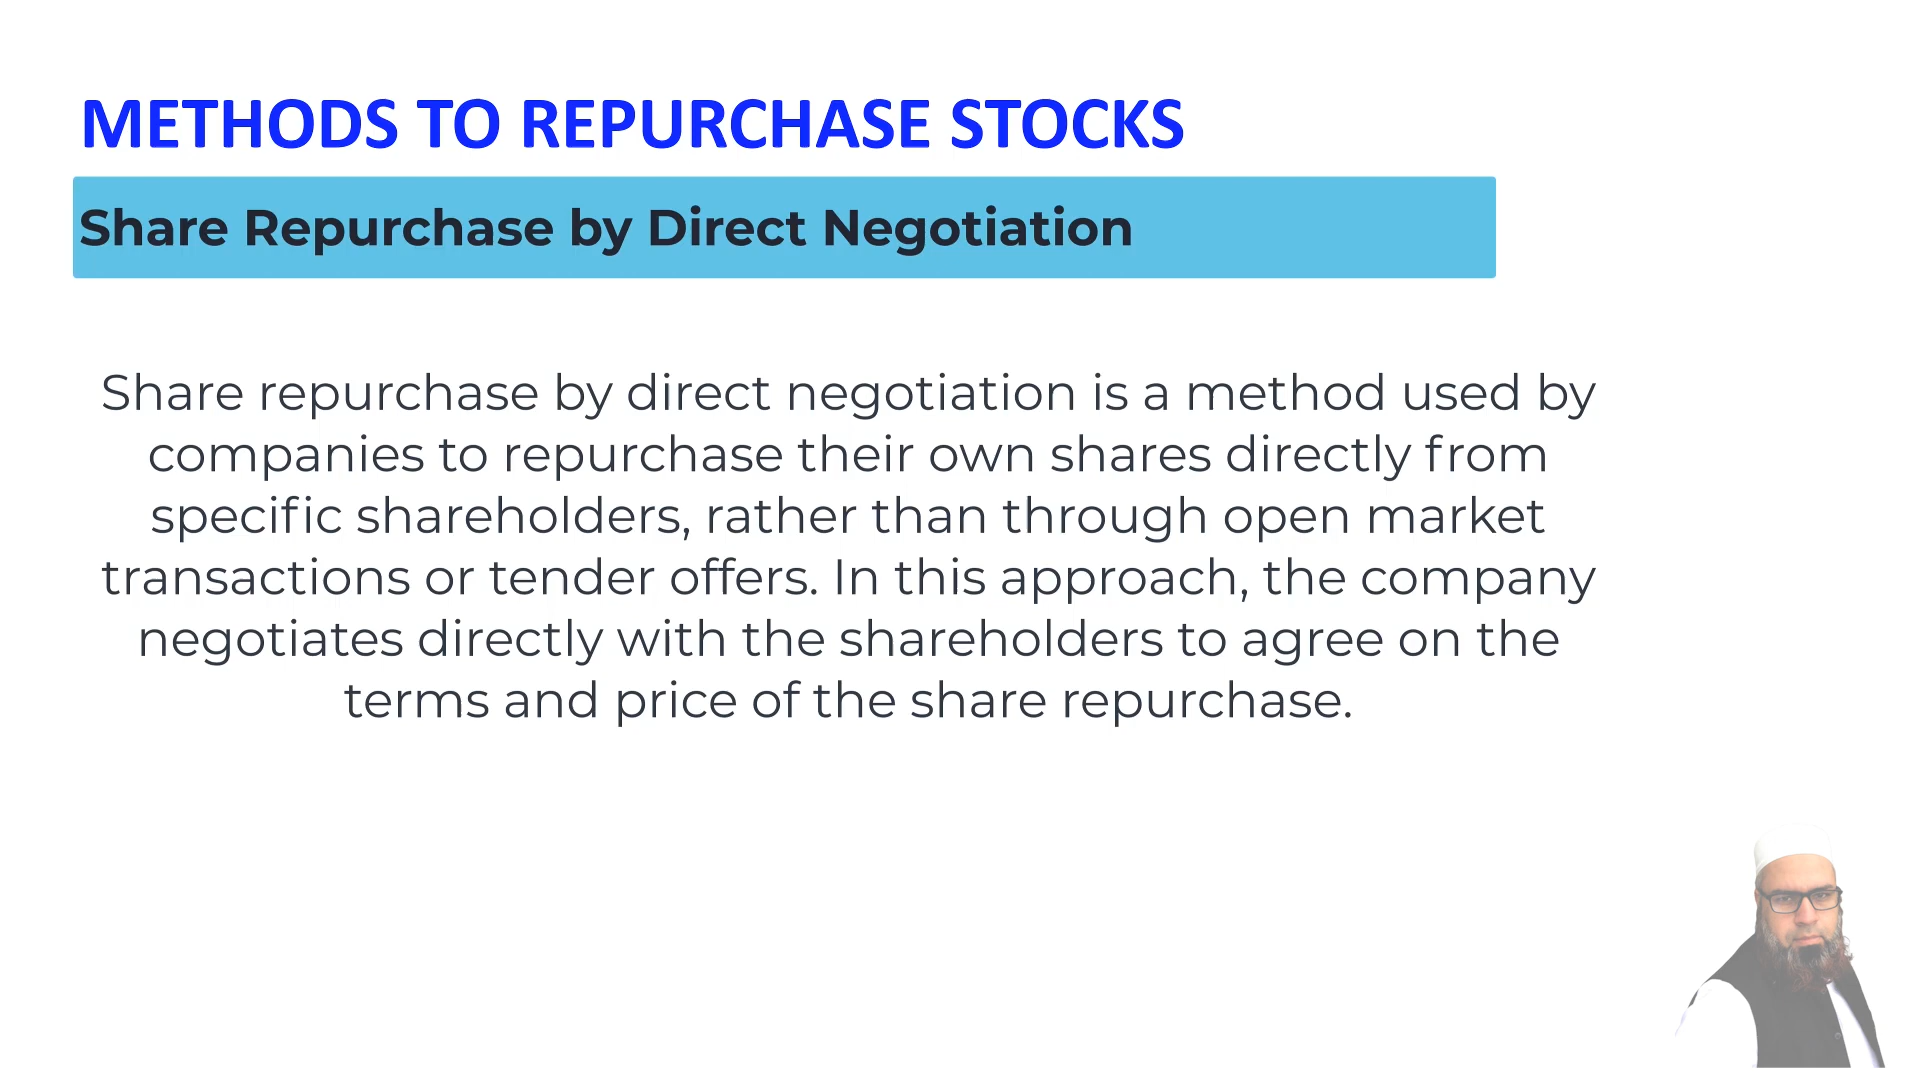 METHODS TO REPURCHASE STOCKS
Share Repurchase by Direct Negotiation
Share repurchase by direct negotiation is a method used by
companies to repurchase their own shares directly from
specific shareholders, rather than through open market
transactions or tender offers. In this approach, the company
negotiates directly with the shareholders to agree on the
terms and price of the share repurchase.